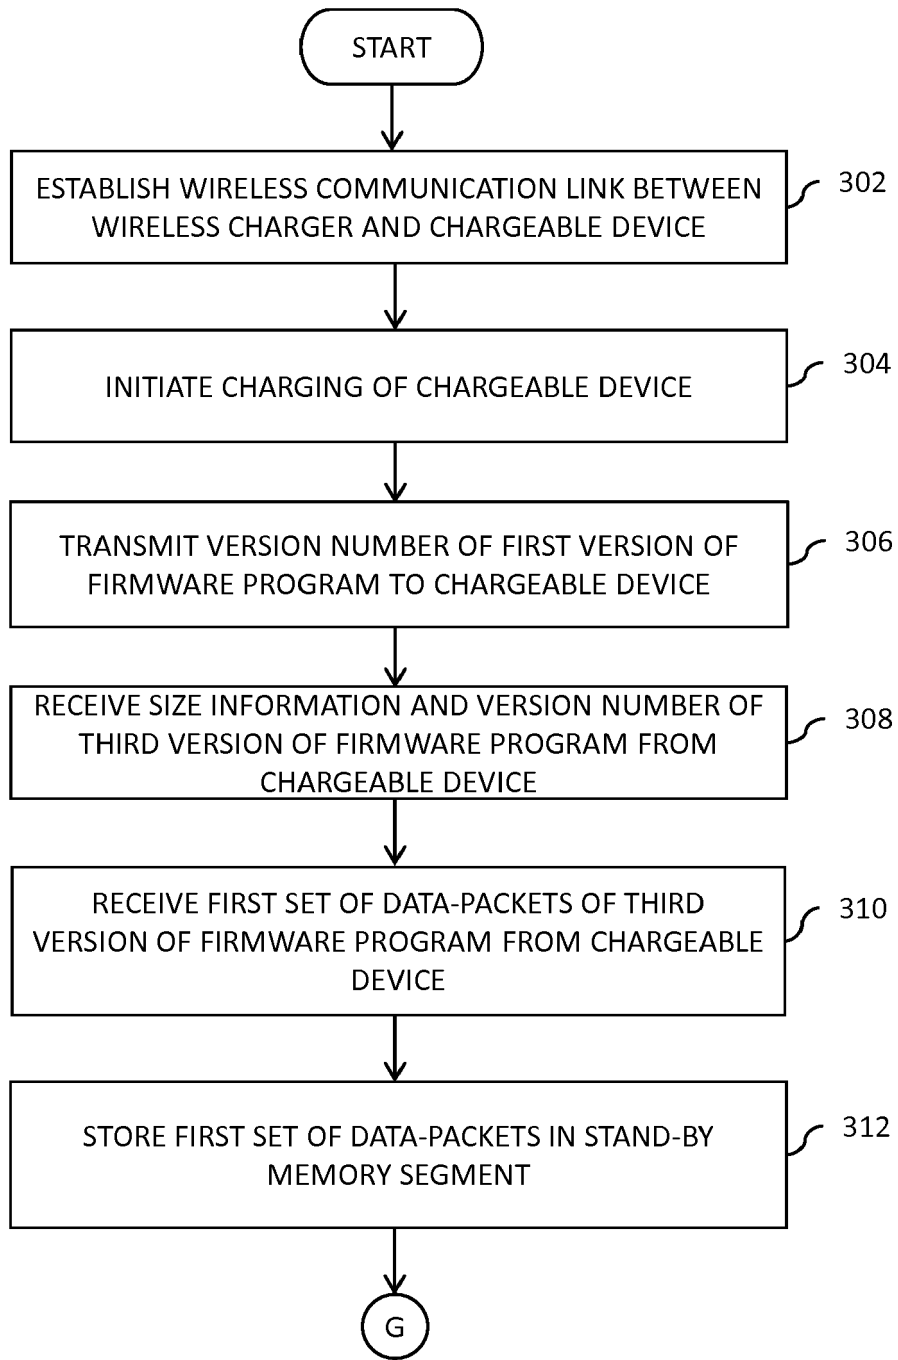 START
ESTABLISH WIRELESS COMMUNICATION LINK BETWEEN
WIRELESS CHARGER AND CHARGEABLE DEVICE
302
INITIATE CHARGING OF CHARGEABLE DEVICE
304
TRANSMIT VERSION NUMBER OF FIRST VERSION OF
FIRMWARE PROGRAM TO CHARGEABLE DEVICE
306
RECEIVE SIZE INFORMATION AND VERSION NUMBER OF
THIRD VERSION OF FIRMWARE PROGRAM FROM
CHARGEABLE DEVICE
308
RECEIVE FIRST SET OF DATA-PACKETS OF THIRD
VERSION OF FIRMWARE PROGRAM FROM CHARGEABLE
DEVICE
310
STORE FIRST SET OF DATA-PACKETS IN STAND-BY
MEMORY SEGMENT
312
G